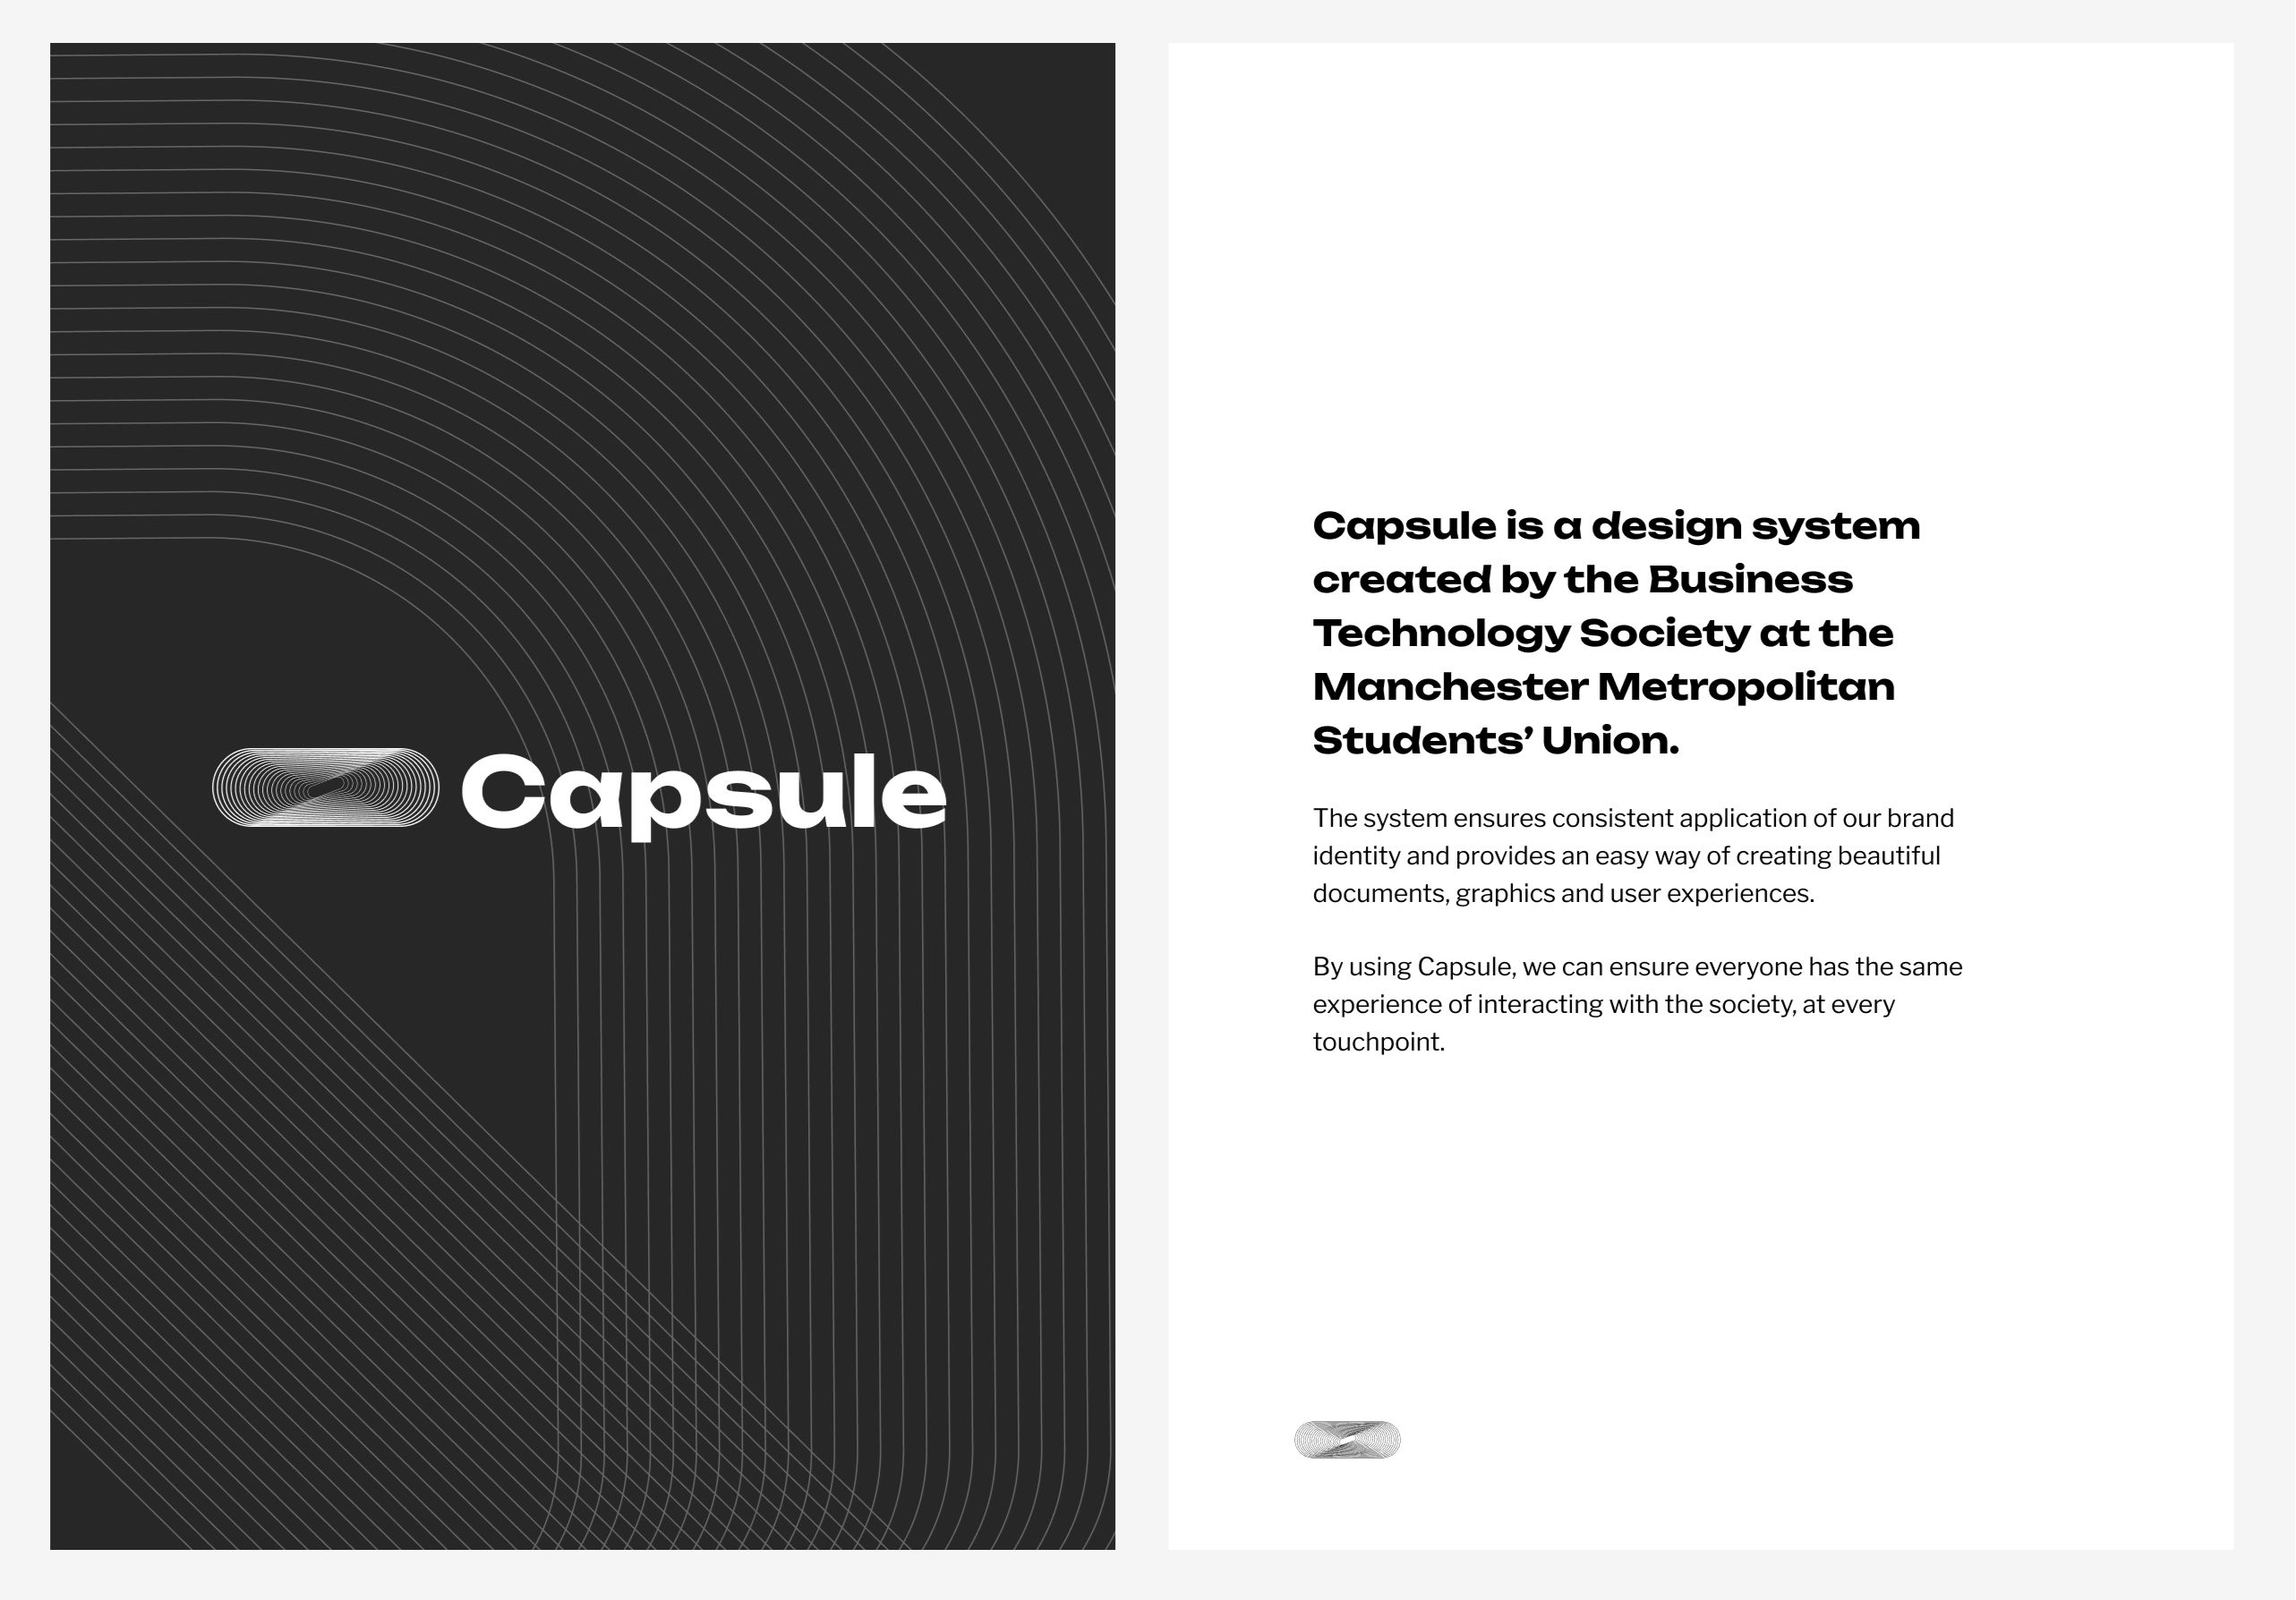 Capsule
Capsule is a design system
created by the Business
Technology Society at the
Manchester Metropolitan
Students’ Union.
The system ensures consistent application of our brand
identity and provides an easy way of creating beautiful
documents, graphics and user experiences.
By using Capsule, we can ensure everyone has the same
experience of interacting with the society, at every
touchpoint.